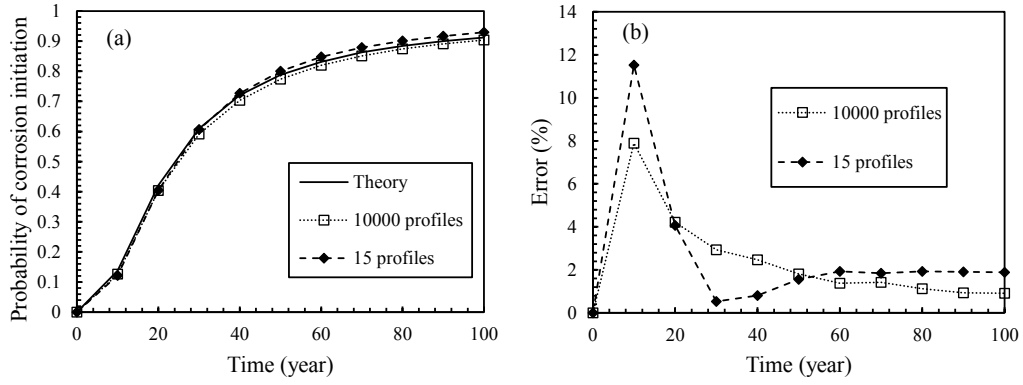 (a)
Probability of corrosion initiation
1
0.9
0.8
0.7
0.6
0.5
0.4
0.3
0.2
0.1
0
0 20 40 60 80 100
Time (year)
Theory
10000 profiles
15 profiles
(b)
Error (%)
14
12
10
8
6
4
2
0
0 20 40 60 80 100
Time (year)
10000 profiles
15 profiles